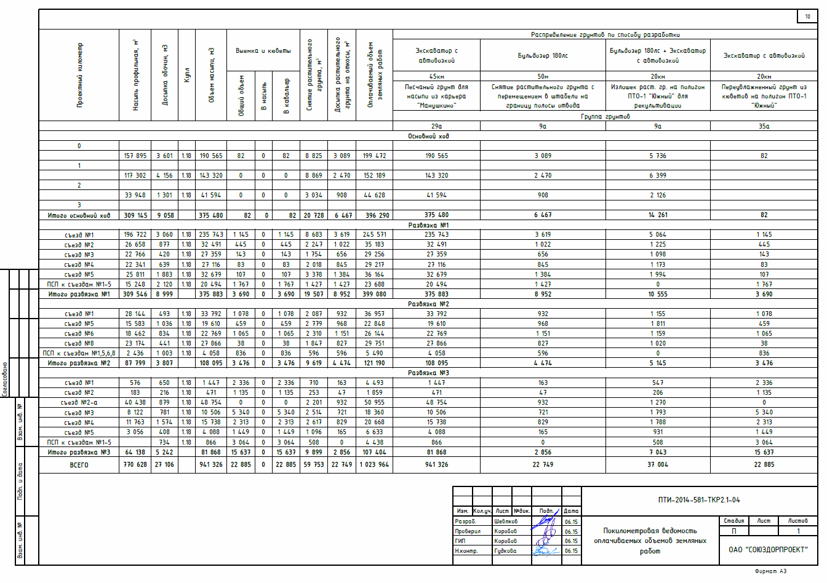 10
Проектный километр
Насыпь профильная, м³
Досыпка обочин, м3
Купл
Объем насыпи, м3
Выемка и кюветы
Общий объем
В насыпь
В кавальер
Снятие растительного грунта, м³
Досыпка растительного грунта на откосы, м³
Оплачиваемый объем земляных работ
Распределение грунтов по способу разработки
Экскаватор с автовозкой
Бульдозер 180лс
Бульдозер 180лс + Экскаватор с автовозкой
Экскаватор с автовозкой
45км 50м 20км 20км
Песчаный грунт для насыпи из карьера "Манушкино"
Снятие растительного грунта с перемещением в штабели на границу полосы отвода
Излишек раст. гр. на полигон ПТО-1 "Южный" для рекультивации
Переувлажненный грунт из кюветов на полигон ПТО-1 "Южный"
Группа грунтов
29а 9а 9а 35а
Основной ход
0
157 895 3 601 1.18 190 565 82 0 82 8 825 3 089 199 472 190 565 3 089 5 736 82
1
117 302 4 156 1.18 143 320 0 0 0 8 869 2 470 152 189 143 320 2 470 6 399
2
33 948 1 301 1.18 41 594 0 0 0 3 034 908 44 628 41 594 908 2 126
3
Итого основной ход 309 145 9 058 375 480 82 0 82 20 728 6 467 396 290 375 480 6 467 14 261 82
Развязка №1
съезд №1 196 722 3 060 1.18 235 743 1 145 0 1 145 8 683 3 619 245 571 235 743 3 619 5 064 1 145
съезд №2 26 658 877 1.18 32 491 445 0 445 2 247 1 022 35 183 32 491 1 022 1 225 445
съезд №3 22 766 420 1.18 27 359 143 0 143 1 754 656 29 256 27 359 656 1 098 143
съезд №4 22 341 639 1.18 27 116 83 0 83 2 018 845 29 217 27 116 845 1 173 83
съезд №5 25 811 1 883 1.18 32 679 107 0 107 3 378 1 384 36 164 32 679 1 384 1 994 107
ПСП к съездам №1-5 15 248 2 120 1.18 20 494 1 767 0 1 767 1 427 1 427 23 688 20 494 1 427 0 1 767
Итого развязка №1 309 546 8 999 375 883 3 690 0 3 690 19 507 8 952 399 080 375 883 8 952 10 555 3 690
Развязка №2
съезд №1 28 144 493 1.18 33 792 1 078 0 1 078 2 087 932 36 957 33 792 932 1 155 1 078
съезд №5 15 583 1 036 1.18 19 610 459 0 459 2 779 968 22 848 19 610 968 1 811 459
съезд №6 18 462 834 1.18 22 769 1 065 0 1 065 2 310 1 151 26 144 22 769 1 151 1 159 1 065
съезд №8 23 174 441 1.18 27 866 38 0 38 1 847 827 29 751 27 866 827 1 020 38
ПСП к съездам №1,5,6,8 2 436 1 003 1.18 4 058 836 0 836 596 596 5 490 4 058 596 0 836
Итого развязка №2 87 799 3 807 108 095 3 476 0 3 476 9 619 4 474 121 190 108 095 4 474 5 145 3 476
Развязка №3
съезд №1 576 650 1.18 1 447 2 336 0 2 336 710 163 4 493 1 447 163 547 2 336
съезд №2 183 216 1.18 471 1 135 0 1 135 253 47 1 859 471 47 206 1 135
съезд №2-а 40 438 879 1.18 48 754 0 0 0 2 201 932 50 955 48 754 932 1 270 0
съезд №3 8 122 781 1.18 10 506 5 340 0 5 340 2 514 721 18 360 10 506 721 1 793 5 340
съезд №4 11 763 1 574 1.18 15 738 2 313 0 2 313 2 617 829 20 668 15 738 829 1 788 2 313
съезд №5 3 056 408 1.18 4 088 1 449 0 1 449 1 096 165 6 633 4 088 165 931 1 449
ПСП к съездам №1-5 734 1.18 866 3 064 0 3 064 508 0 4 438 866 0 508 3 064
Итого развязка №3 64 138 5 242 81 868 15 637 0 15 637 9 899 2 856 107 404 81 868 2 856 7 043 15 637
ВСЕГО 770 628 27 106 941 326 22 885 0 22 885 59 753 22 749 1 023 964 941 326 22 749 37 004 22 885
Согласовано
Взам. инв. №
Подп. и дата
Взам. инв. №
ПТИ-2014-581-ТКР2.1-04
Изм. Кол.уч. Лист №док. Подп. Дата
Разраб. Шевяков 06.15
Проверил Коробов 06.15
ГИП Коробов 06.15
Н.контр. Гудкова 06.15
Покилометровая ведомость оплачиваемых объемов земляных работ
Стадия Лист Листов
П 1
ОАО "СОЮЗДОРПРОЕКТ"
Формат А3